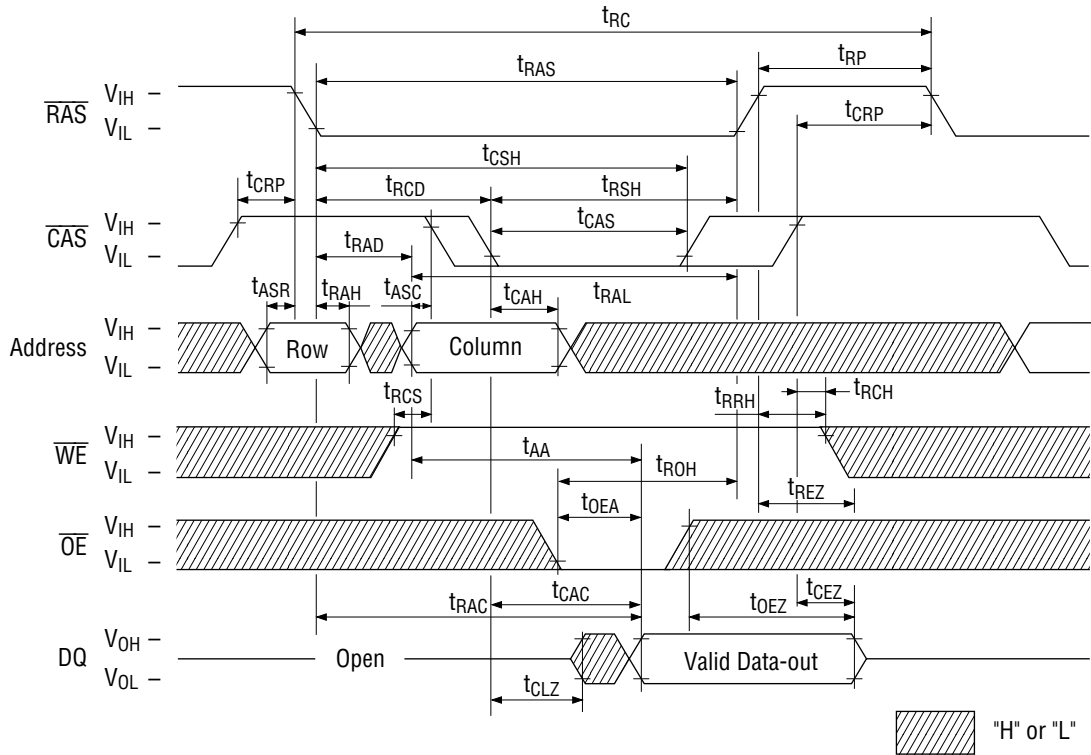 tRC
tRP
tRAS
RAS
VIH
VIL
tCRP
tCSH
tCRP
tRCD
tRSH
CAS
VIH
VIL
tCAS
tRAD
tASR
tRAH
tASC
tCAH
tRAL
Address
VIH
VIL
Row
Column
tRCS
tRRH
tRCH
WE
VIH
VIL
tAA
tROH
tREZ
tOEA
OE
VIH
VIL
tRAC
tCAC
tOEZ
tCEZ
DQ
VOH
VOL
Open
Valid Data-out
tCLZ
"H" or "L"